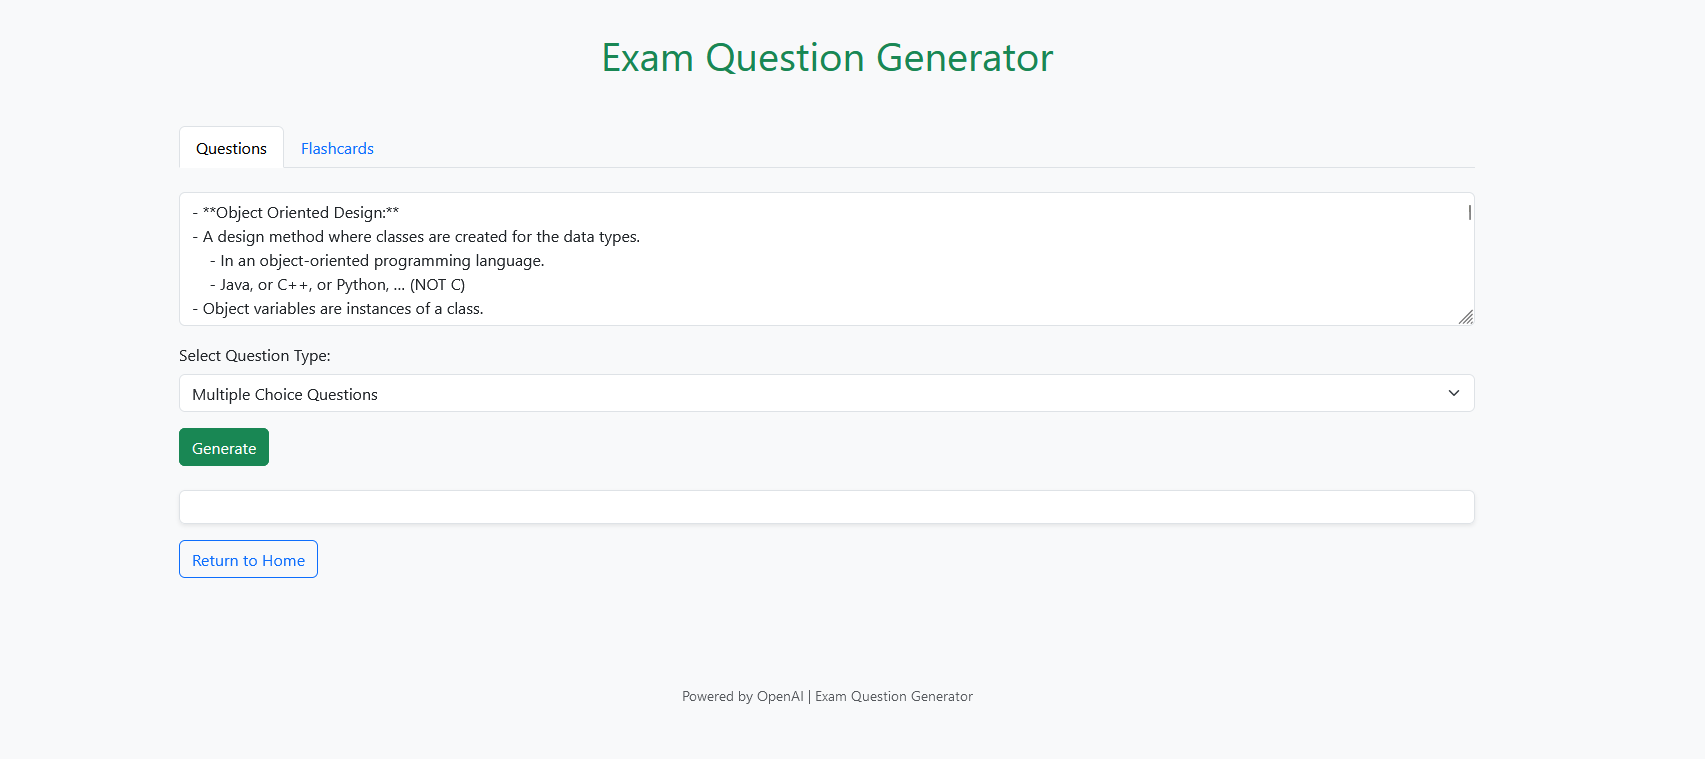 Exam Question Generator
Questions
Flashcards
- **Object Oriented Design:**
- A design method where classes are created for the data types.
- In an object-oriented programming language.
- Java, or C++, or Python, ... (NOT C)
- Object variables are instances of a class.
Select Question Type:
Multiple Choice Questions
Generate
Return to Home
Powered by OpenAI | Exam Question Generator